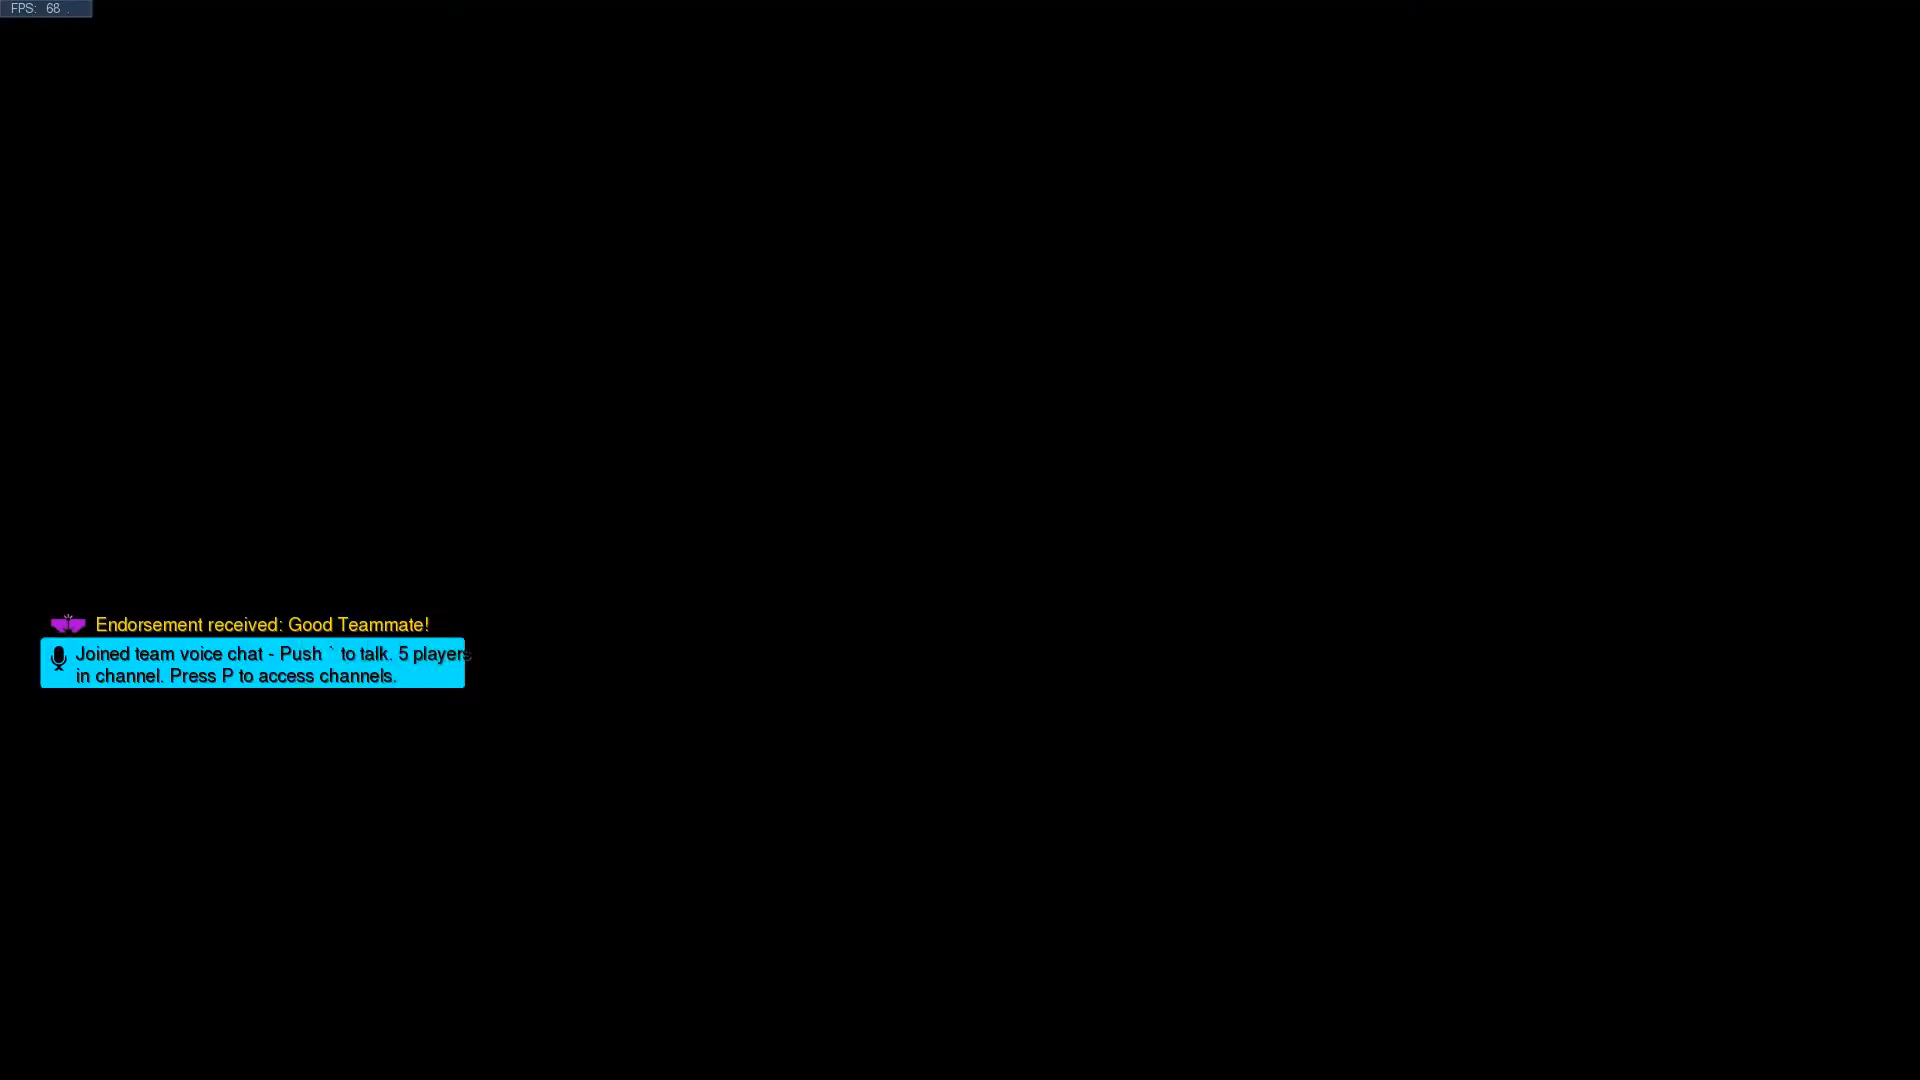 FPS: 68
Endorsement received: Good Teammate!
Joined team voice chat - Push ` to talk. 5 players
in channel. Press P to access channels.